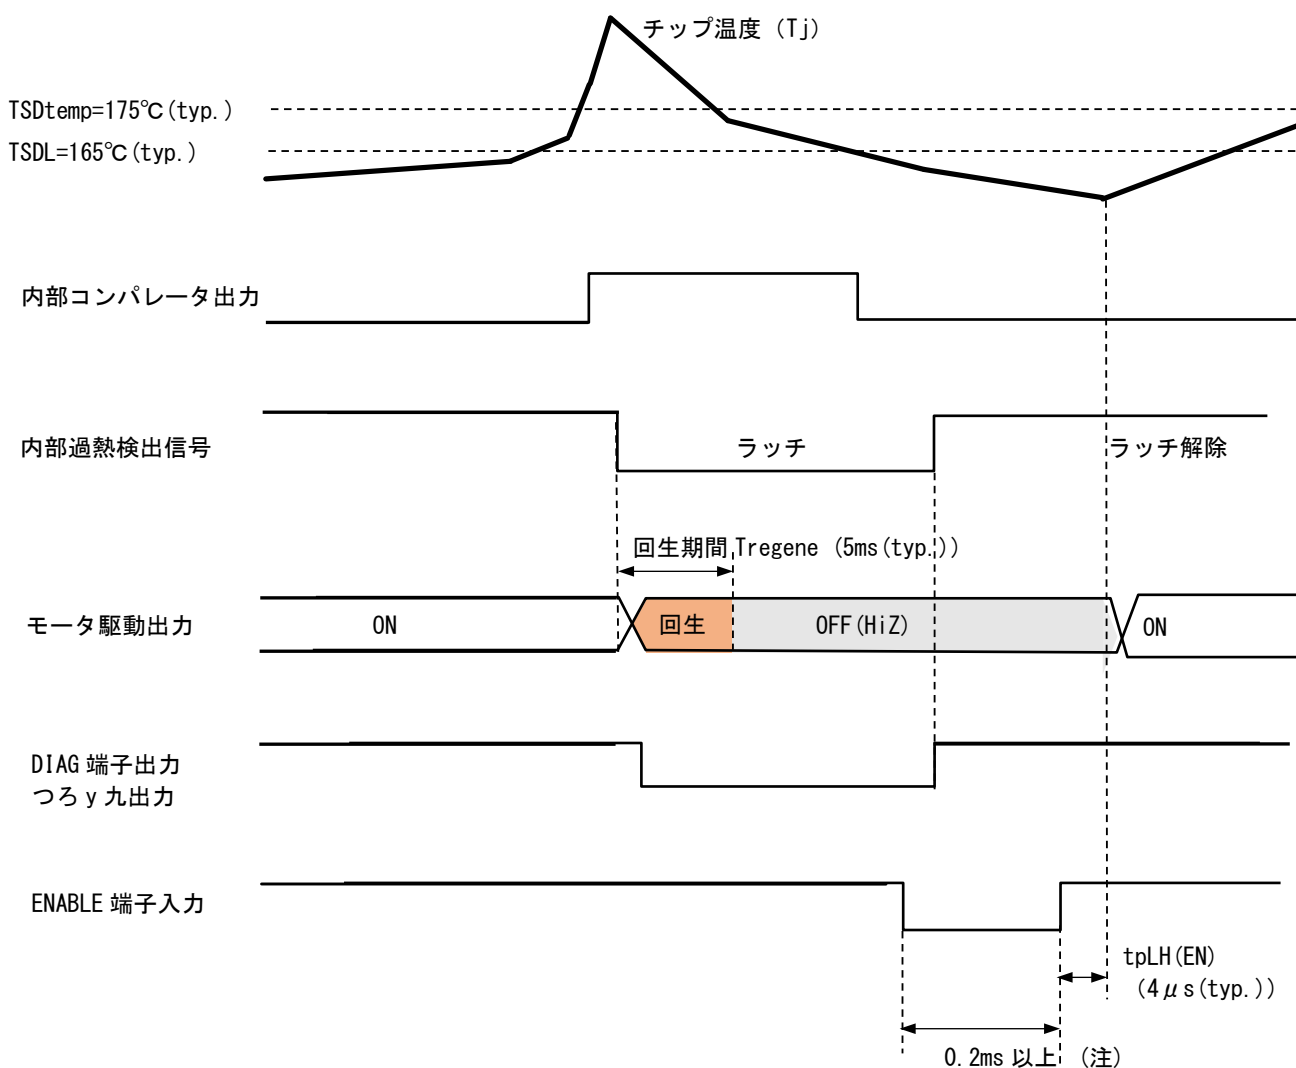 チップ温度（Tj）
TSDtemp=175℃(typ.)
TSDL=165℃(typ.)
内部コンパレータ出力
内部過熱検出信号
ラッチ
ラッチ解除
回生期間 Tregene（5ms(typ.)）
モータ駆動出力
ON
回生
OFF(HiZ)
ON
DIAG 端子出力
つろｙ九出力
ENABLE 端子入力
tpLH(EN)
（4μs(typ.)）
0.2ms 以上（注）